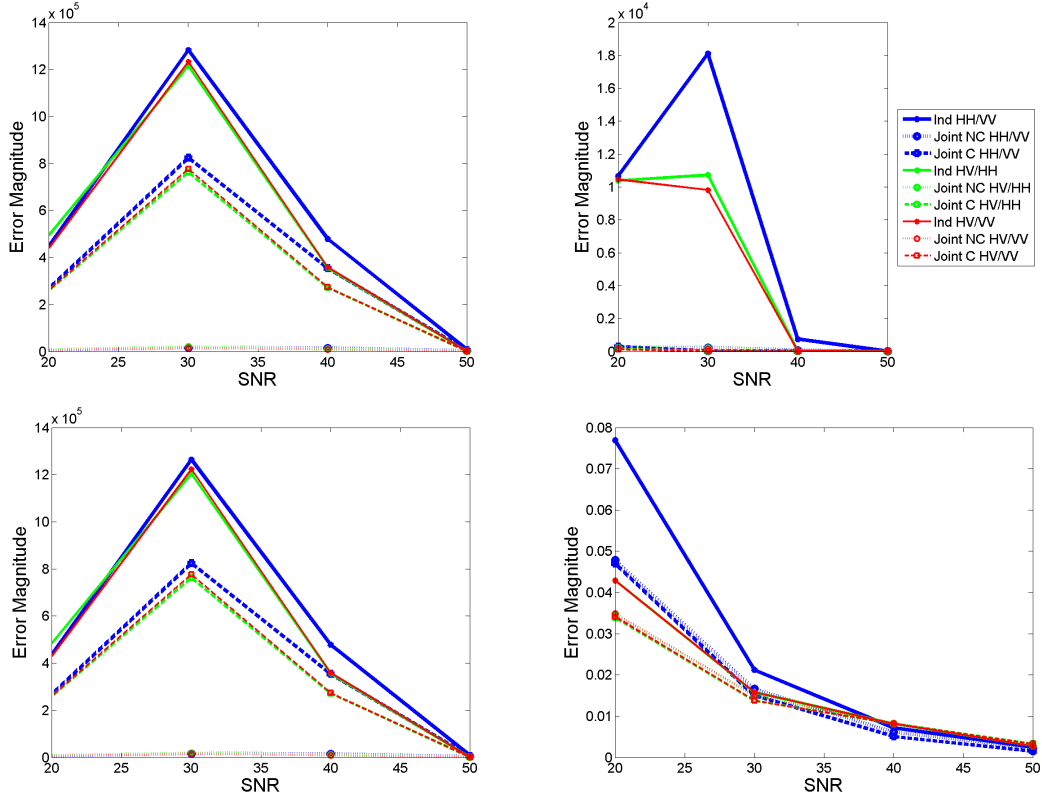 x 10^5
14
12
10
8
6
4
2
0
Error Magnitude
20 25 30 35 40 45 50
SNR
x 10^4
2
1.8
1.6
1.4
1.2
1
0.8
0.6
0.4
0.2
0
Error Magnitude
20 30 40 50
SNR
Ind HH/VV
Joint NC HH/VV
Joint C HH/VV
Ind HV/HH
Joint NC HV/HH
Joint C HV/HH
Ind HV/VV
Joint NC HV/VV
Joint C HV/VV
x 10^5
14
12
10
8
6
4
2
0
Error Magnitude
20 25 30 35 40 45 50
SNR
0.08
0.07
0.06
0.05
0.04
0.03
0.02
0.01
0
Error Magnitude
20 25 30 35 40 45 50
SNR